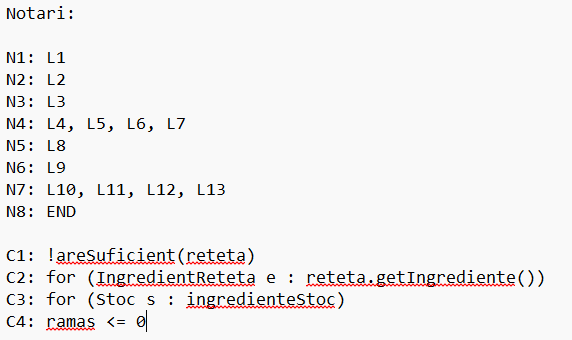 Notari:
N1: L1
N2: L2
N3: L3
N4: L4, L5, L6, L7
N5: L8
N6: L9
N7: L10, L11, L12, L13
N8: END
C1: !areSuficient(reteta)
C2: for (IngredientReteta e : reteta.getIngrediente())
C3: for (Stoc s : ingredienteStoc)
C4: ramas <= 0